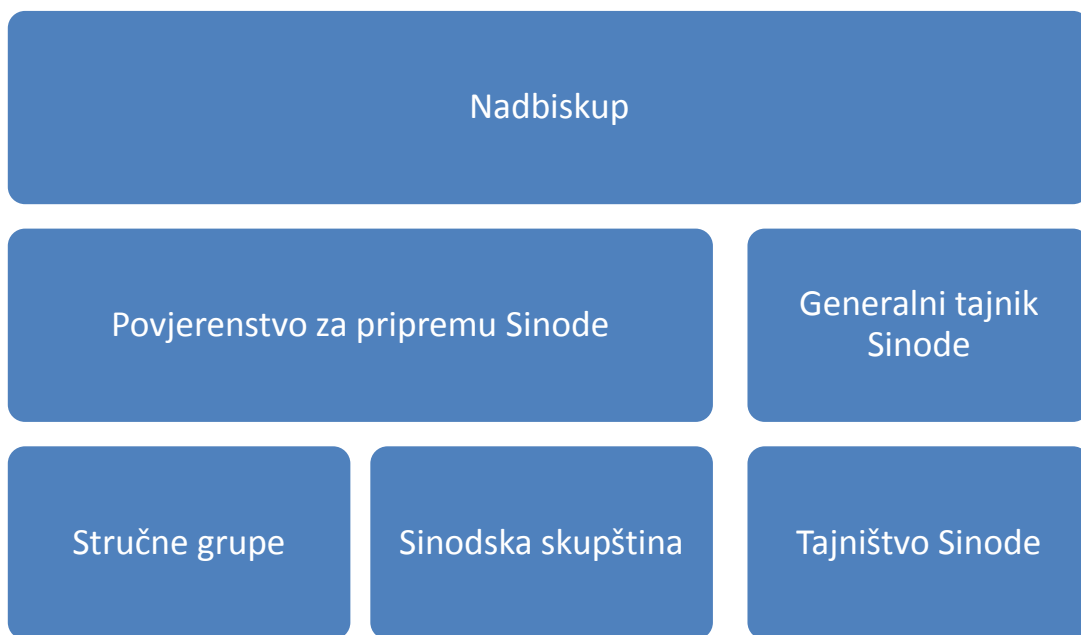 Nadbiskup
Povjerenstvo za pripremu Sinode
Generalni tajnik
Sinode
Stručne grupe
Sinodska skupština
Tajništvo Sinode